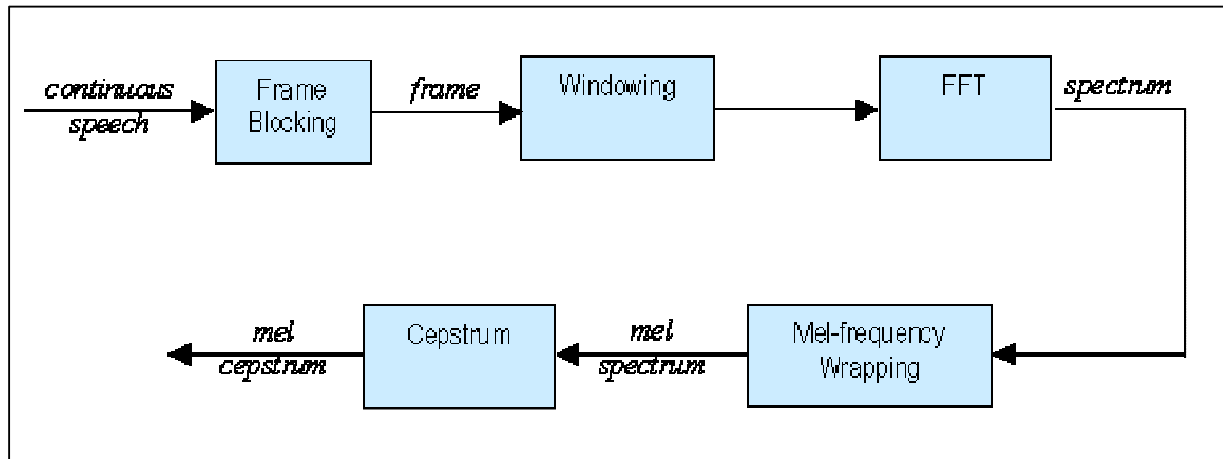 continuous
speech
Frame
Blocking
frame
Windowing
FFT
spectrum
mel
cepstrum
Cepstrum
mel
spectrum
Mel-frequency
Wrapping